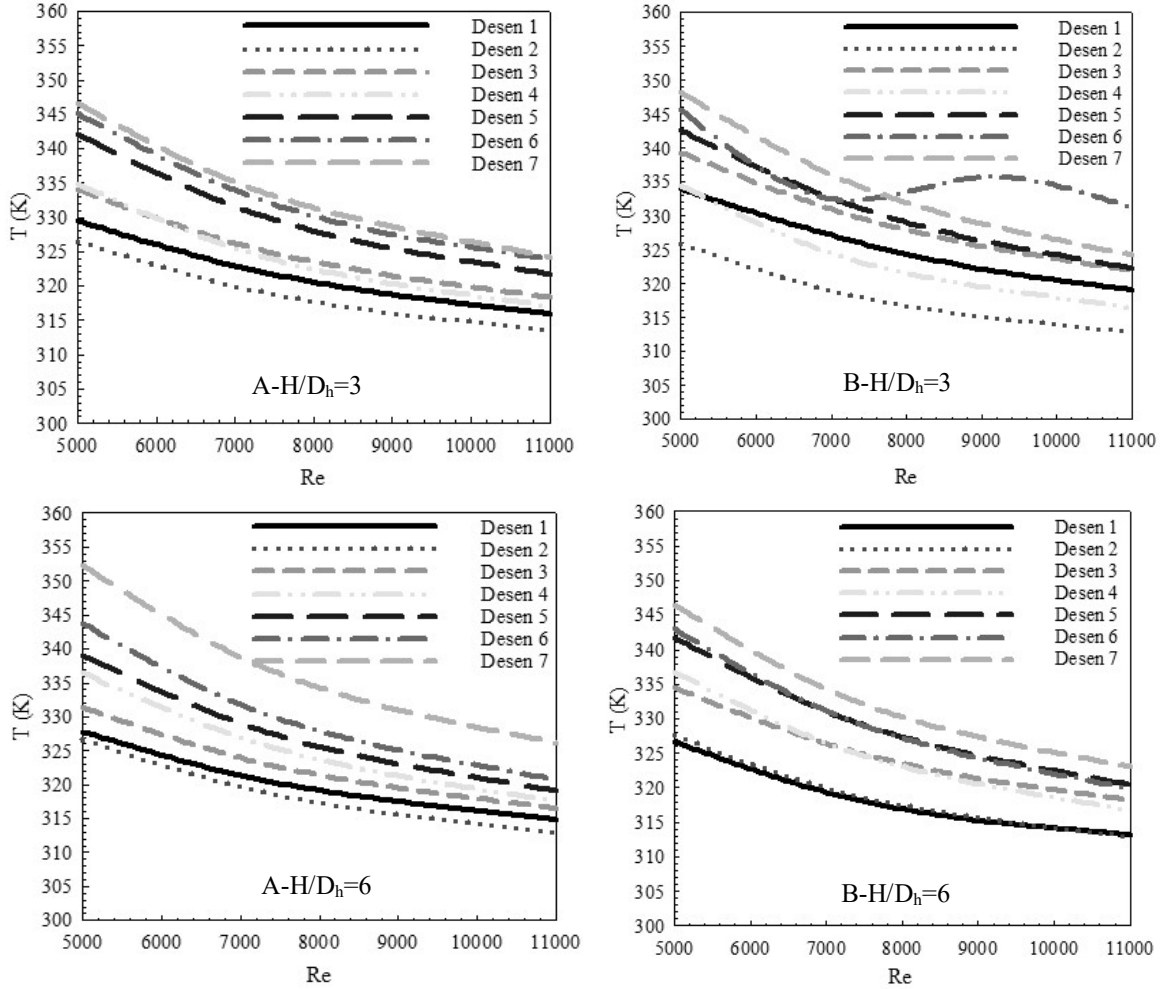 360
355
350
345
340
335
330
325
320
315
310
305
300
T (K)
Desen 1
Desen 2
Desen 3
Desen 4
Desen 5
Desen 6
Desen 7
A-H/Dₕ=3
5000 6000 7000 8000 9000 10000 11000
Re
360
355
350
345
340
335
330
325
320
315
310
305
300
T (K)
Desen 1
Desen 2
Desen 3
Desen 4
Desen 5
Desen 6
Desen 7
B-H/Dₕ=3
5000 6000 7000 8000 9000 10000 11000
Re
360
355
350
345
340
335
330
325
320
315
310
305
300
T (K)
Desen 1
Desen 2
Desen 3
Desen 4
Desen 5
Desen 6
Desen 7
A-H/Dₕ=6
5000 6000 7000 8000 9000 10000 11000
Re
360
355
350
345
340
335
330
325
320
315
310
305
300
T (K)
Desen 1
Desen 2
Desen 3
Desen 4
Desen 5
Desen 6
Desen 7
B-H/Dₕ=6
5000 6000 7000 8000 9000 10000 11000
Re